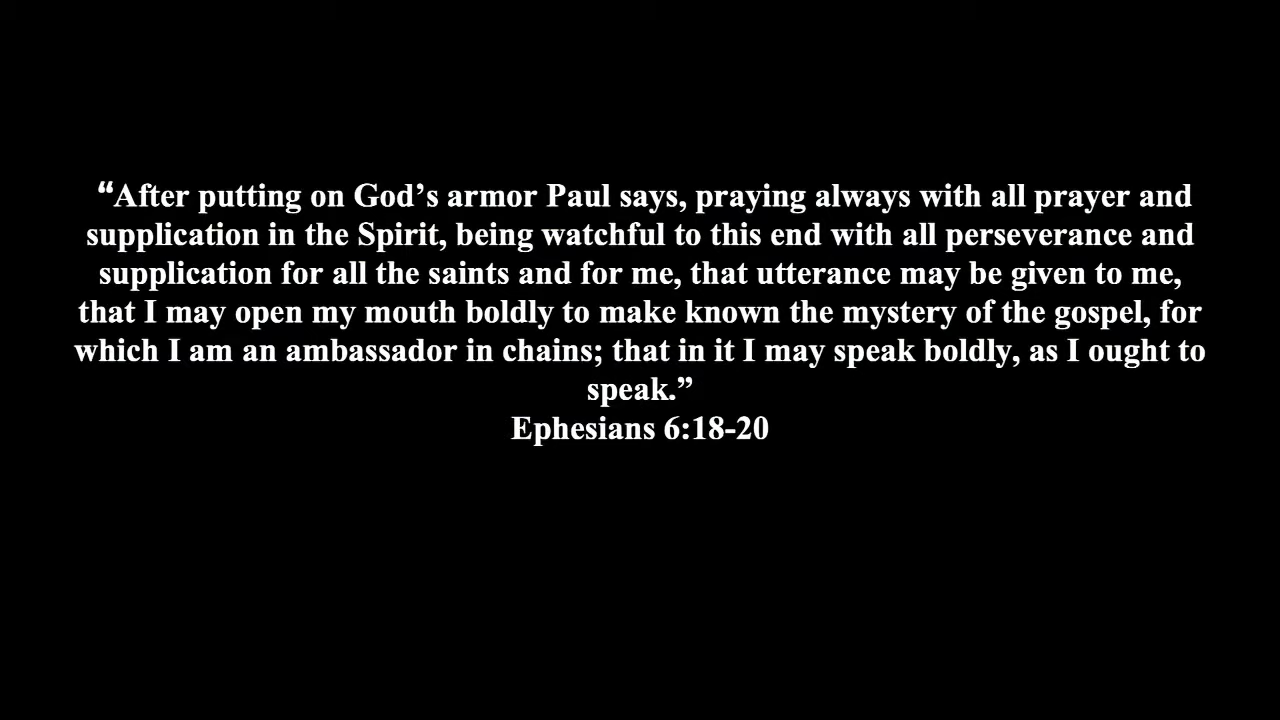 “After putting on God’s armor Paul says, praying always with all prayer and
supplication in the Spirit, being watchful to this end with all perseverance and
supplication for all the saints and for me, that utterance may be given to me,
that I may open my mouth boldly to make known the mystery of the gospel, for
which I am an ambassador in chains; that in it I may speak boldly, as I ought to
speak.”
Ephesians 6:18-20